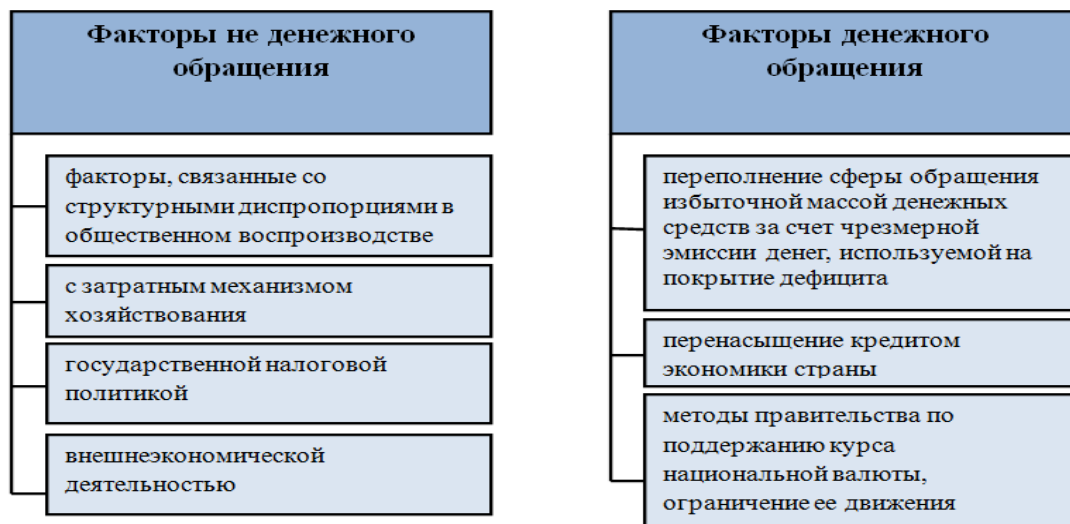 Факторы не денежного
обращения
факторы, связанные со
структурными диспропорциями в
общественном воспроизводстве
с затратным механизмом
хозяйствования
государственной налоговой
политикой
внешнеэкономической
деятельностью
Факторы денежного
обращения
переполнение сферы обращения
избыточной массой денежных
средств за счет чрезмерной
эмиссии денег, используемой на
покрытие дефицита
перенасыщение кредитом
экономики страны
методы правительства по
поддержанию курса
национальной валюты,
ограничение ее движения